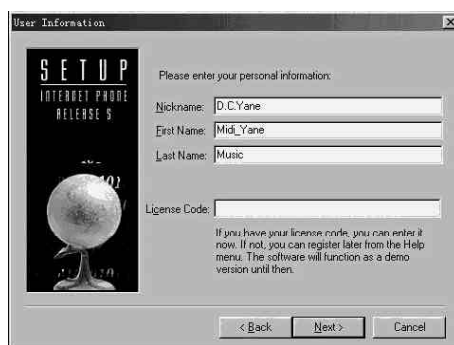 User Information
SETUP
INTERNET PHONE
RELEASE 5
Please enter your personal information:
Nickname: D.C.Yane
First Name: Midi_Yane
Last Name: Music
License Code:
If you have your license code, you can enter it
now. If not, you can register later from the Help
menu. The software will function as a demo
version until then.
< Back
Next >
Cancel